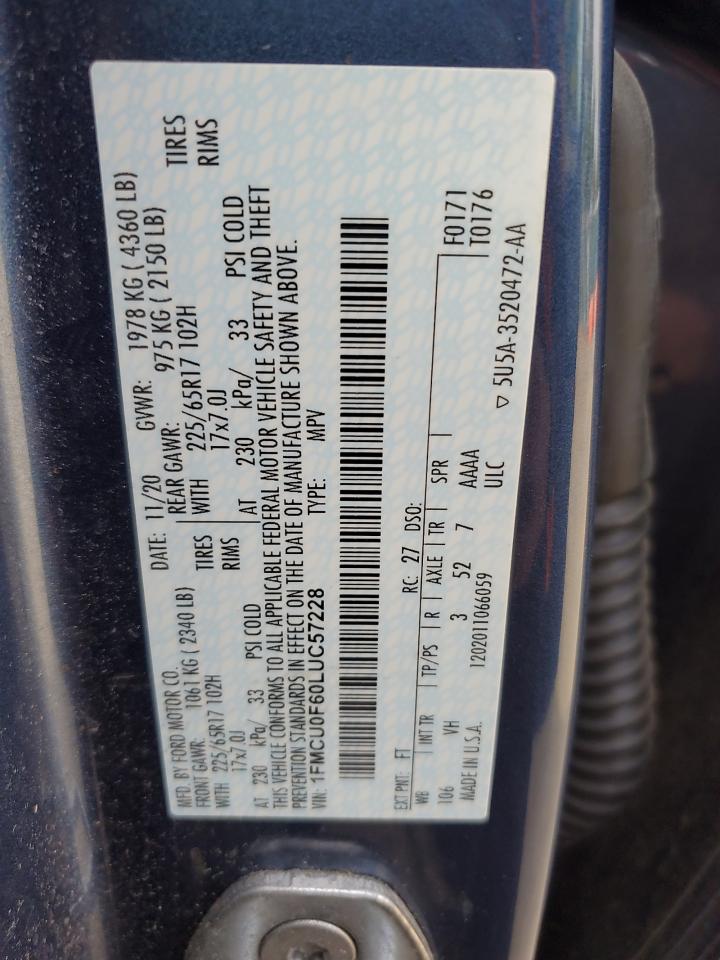 MFD. BY FORD MOTOR CO. DATE: 11/20 GVWR: 1978 KG ( 4360 LB)
FRONT GAWR: 1061 KG ( 2340 LB) REAR GAWR: 975 KG ( 2150 LB)
WITH 225/65R17 102H TIRES WITH 225/65R17 102H TIRES
17x7.0J RIMS 17x7.0J RIMS
AT 230 kPa/ 33 PSI COLD AT 230 kPa/ 33 PSI COLD
THIS VEHICLE CONFORMS TO ALL APPLICABLE FEDERAL MOTOR VEHICLE SAFETY AND THEFT
PREVENTION STANDARDS IN EFFECT ON THE DATE OF MANUFACTURE SHOWN ABOVE.
VIN: 1FMCU0F60LUC57228 TYPE: MPV
EXT PNT: FT RC: 27 DSO: F0171
WB INT TR TP/PS R AXLE TR SPR T0176
106 VH 3 52 7 AAAA
MADE IN U.S.A. 1202011066059 ULC
▽ 5U5A-3520472-AA